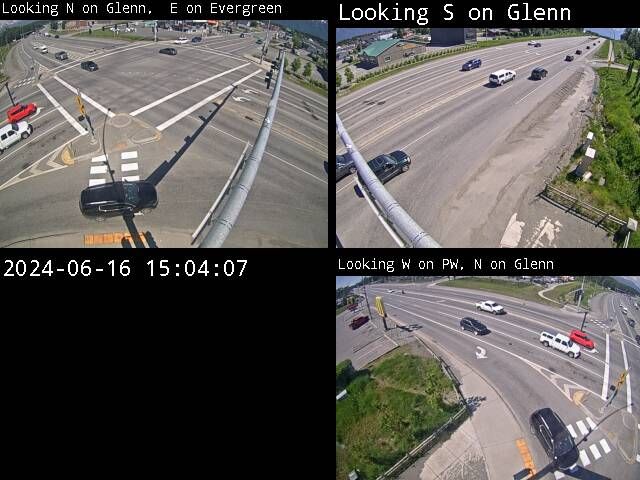 Looking N on Glenn,  E on Evergreen
Looking S on Glenn
2024-06-16 15:04:07
Looking W on PW, N on Glenn